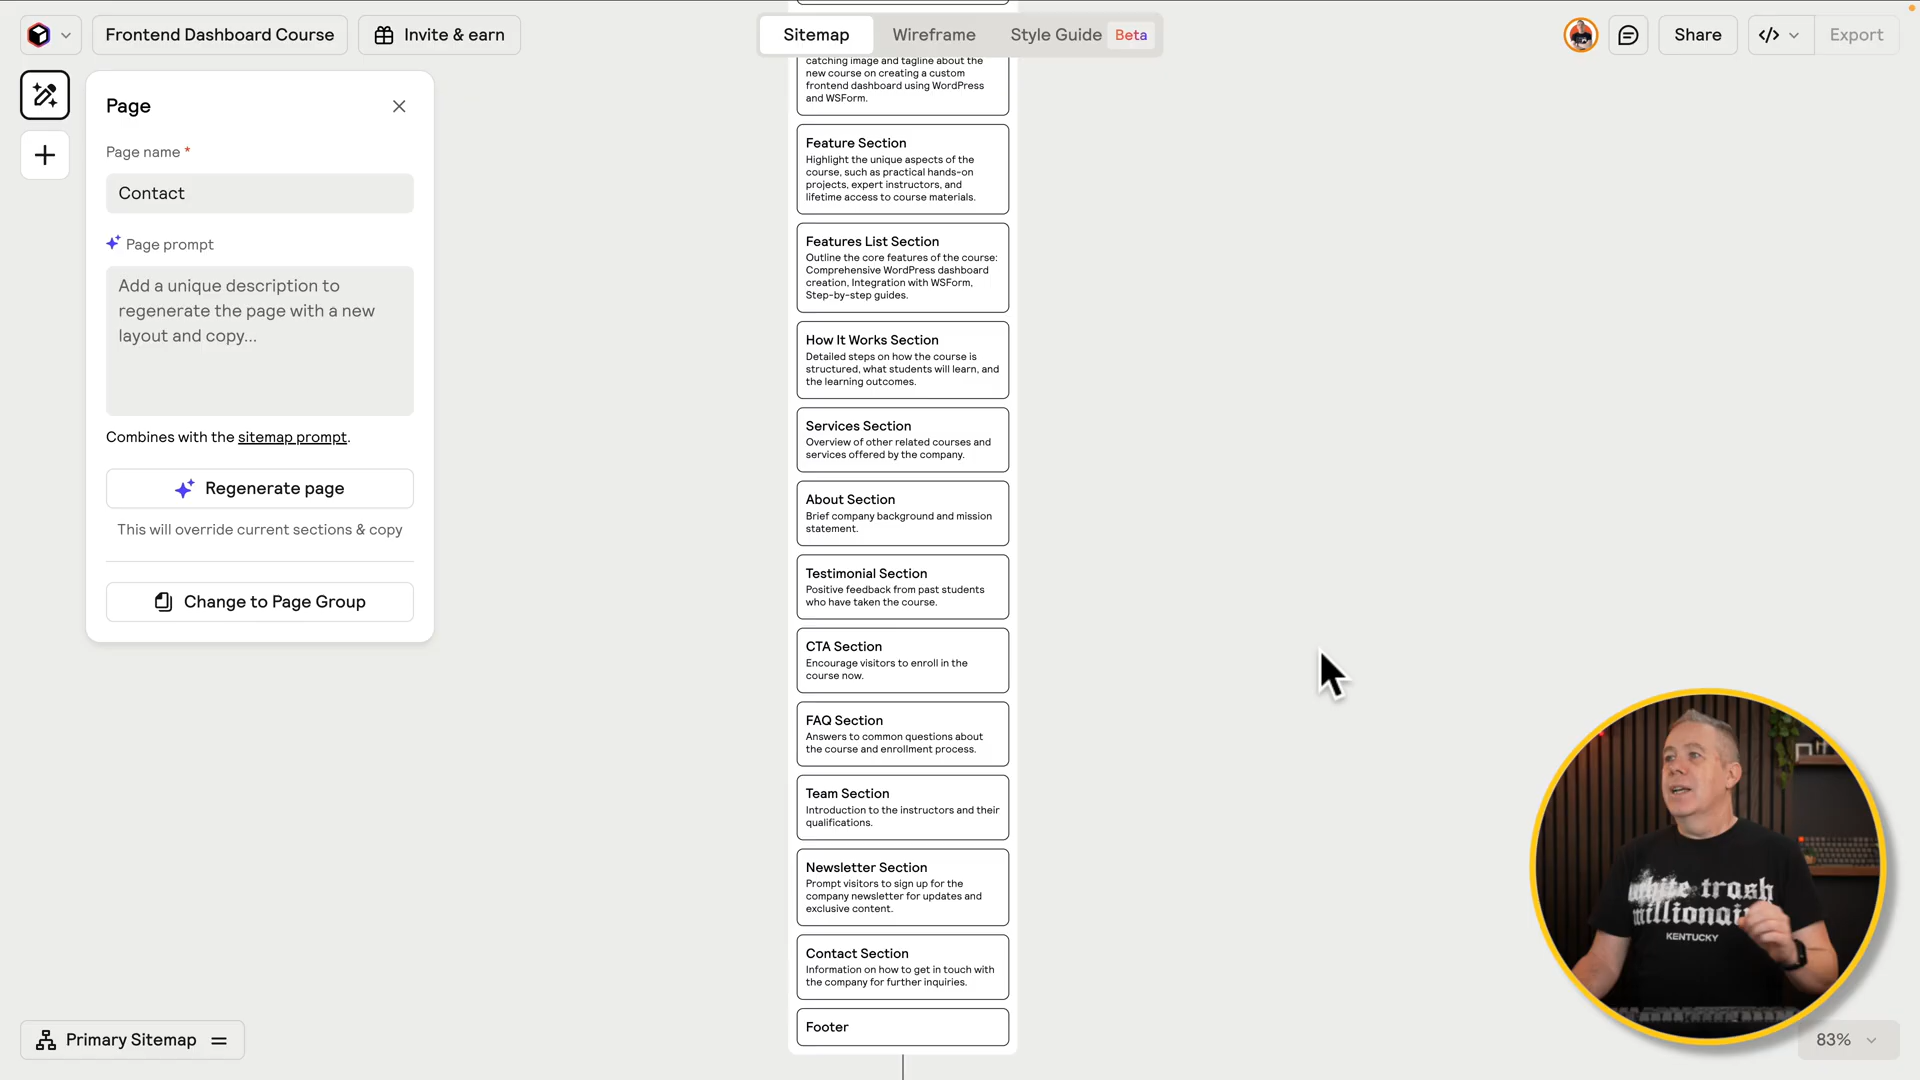 Frontend Dashboard Course
Invite & earn
Sitemap
Wireframe
Style Guide Beta
Share
</>
Export
Page
Page name *
Contact
Page prompt
Add a unique description to
regenerate the page with a new
layout and copy...
Combines with the sitemap prompt.
Regenerate page
This will override current sections & copy
Change to Page Group
catching image and tagline about the
new course on creating a custom
frontend dashboard using WordPress
and WSForm.
Feature Section
Highlight the unique aspects of the
course, such as practical hands-on
projects, expert instructors, and
lifetime access to course materials.
Features List Section
Outline the core features of the course:
Comprehensive WordPress dashboard
creation, Integration with WSForm,
Step-by-step guides.
How It Works Section
Detailed steps on how the course is
structured, what students will learn, and
the learning outcomes.
Services Section
Overview of other related courses and
services offered by the company.
About Section
Brief company background and mission
statement.
Testimonial Section
Positive feedback from past students
who have taken the course.
CTA Section
Encourage visitors to enroll in the
course now.
FAQ Section
Answers to common questions about
the course and enrollment process.
Team Section
Introduction to the instructors and their
qualifications.
Newsletter Section
Prompt visitors to sign up for the
company newsletter for updates and
exclusive content.
Contact Section
Information on how to get in touch with
the company for further inquiries.
Footer
white trash
millionai
KENTUCKY
Primary Sitemap
83%